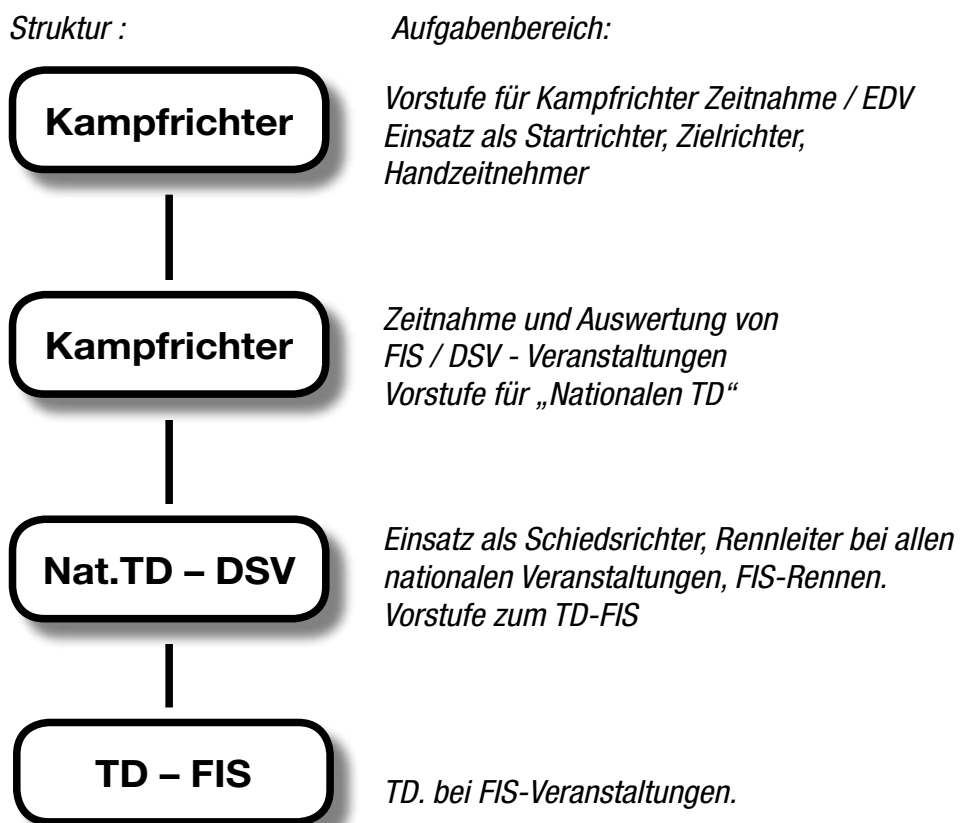 Struktur : Aufgabenbereich:
Kampfrichter
Vorstufe für Kampfrichter Zeitnahme / EDV
Einsatz als Startrichter, Zielrichter,
Handzeitnehmer
Kampfrichter
Zeitnahme und Auswertung von
FIS / DSV - Veranstaltungen
Vorstufe für „Nationalen TD“
Nat.TD – DSV
Einsatz als Schiedsrichter, Rennleiter bei allen
nationalen Veranstaltungen, FIS-Rennen.
Vorstufe zum TD-FIS
TD – FIS
TD. bei FIS-Veranstaltungen.